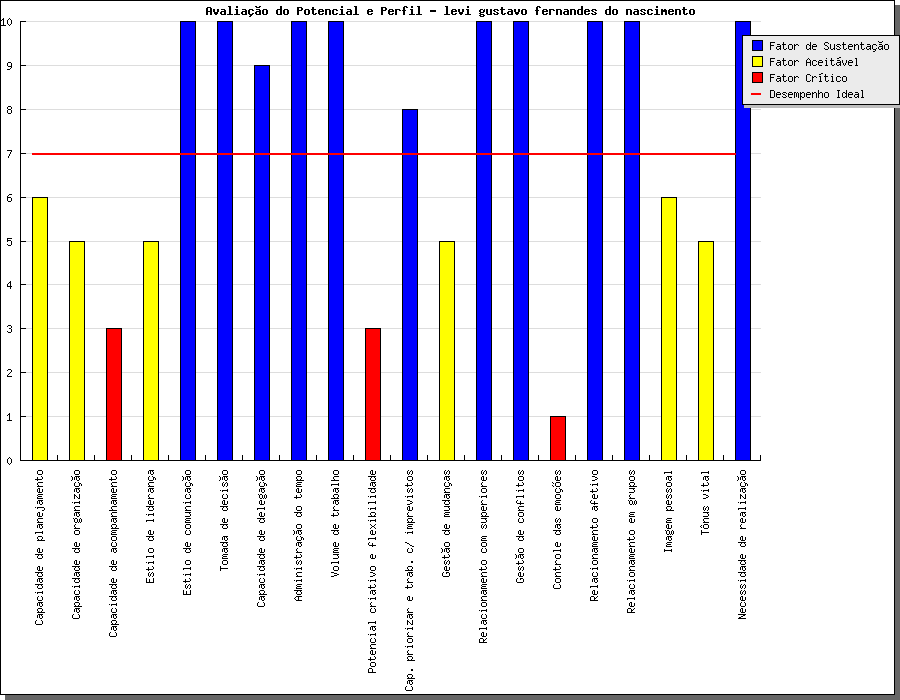 Avaliação do Potencial e Perfil - levi gustavo fernandes do nascimento
Fator de Sustentação
Fator Aceitável
Fator Crítico
Desempenho Ideal
10
9
8
7
6
5
4
3
2
1
0
Capacidade de planejamento
Capacidade de organização
Capacidade de acompanhamento
Estilo de liderança
Estilo de comunicação
Tomada de decisão
Capacidade de delegação
Administração do tempo
Volume de trabalho
Potencial criativo e flexibilidade
Cap. priorizar e trab. c/ imprevistos
Gestão de mudanças
Relacionamento com superiores
Gestão de conflitos
Controle das emoções
Relacionamento afetivo
Relacionamento em grupos
Imagem pessoal
Tônus vital
Necessidade de realização